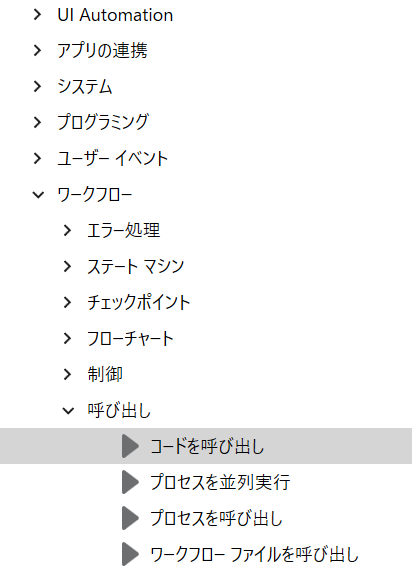 UI Automation
アプリの連携
システム
プログラミング
ユーザー イベント
ワークフロー
エラー処理
ステート マシン
チェックポイント
フローチャート
制御
呼び出し
コードを呼び出し
プロセスを並列実行
プロセスを呼び出し
ワークフロー ファイルを呼び出し